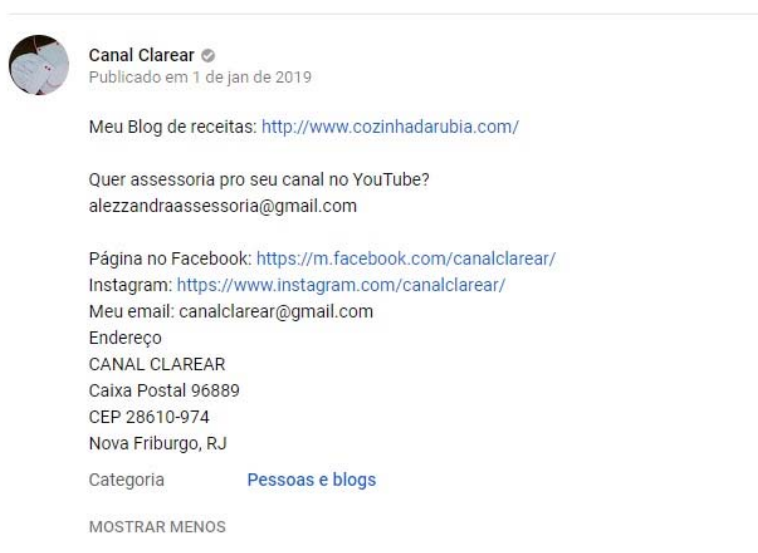 Canal Clarear
Publicado em 1 de jan de 2019
Meu Blog de receitas: http://www.cozinhadarubia.com/
Quer assessoria pro seu canal no YouTube?
alezzandraassessoria@gmail.com
Página no Facebook: https://m.facebook.com/canalclarear/
Instagram: https://www.instagram.com/canalclarear/
Meu email: canalclarear@gmail.com
Endereço
CANAL CLAREAR
Caixa Postal 96889
CEP 28610-974
Nova Friburgo, RJ
Categoria Pessoas e blogs
MOSTRAR MENOS